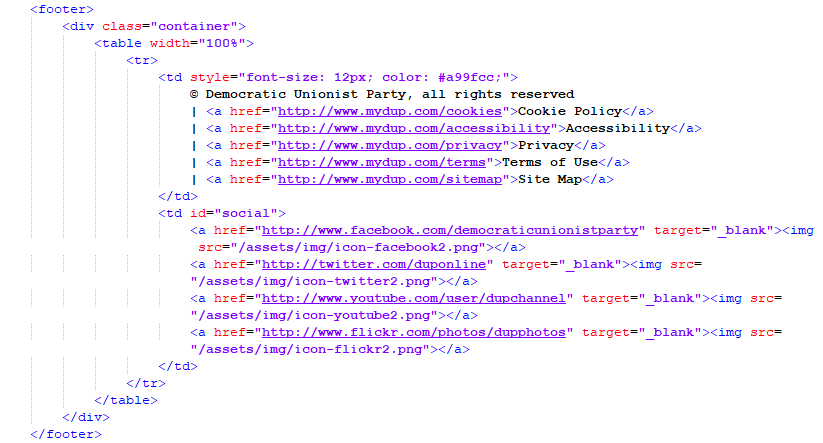 <footer>
<div class="container">
<table width="100%">
<tr>
<td style="font-size: 12px; color: #a99fcc;">
© Democratic Unionist Party, all rights reserved
| <a href="http://www.mydup.com/cookies">Cookie Policy</a>
| <a href="http://www.mydup.com/accessibility">Accessibility</a>
| <a href="http://www.mydup.com/privacy">Privacy</a>
| <a href="http://www.mydup.com/terms">Terms of Use</a>
| <a href="http://www.mydup.com/sitemap">Site Map</a>
</td>
<td id="social">
<a href="http://www.facebook.com/democraticunionistparty" target="_blank"><img
src="/assets/img/icon-facebook2.png"></a>
<a href="http://twitter.com/duponline" target="_blank"><img src=
"/assets/img/icon-twitter2.png"></a>
<a href="http://www.youtube.com/user/dupchannel" target="_blank"><img src=
"/assets/img/icon-youtube2.png"></a>
<a href="http://www.flickr.com/photos/dupphotos" target="_blank"><img src=
"/assets/img/icon-flickr2.png"></a>
</td>
</tr>
</table>
</div>
</footer>